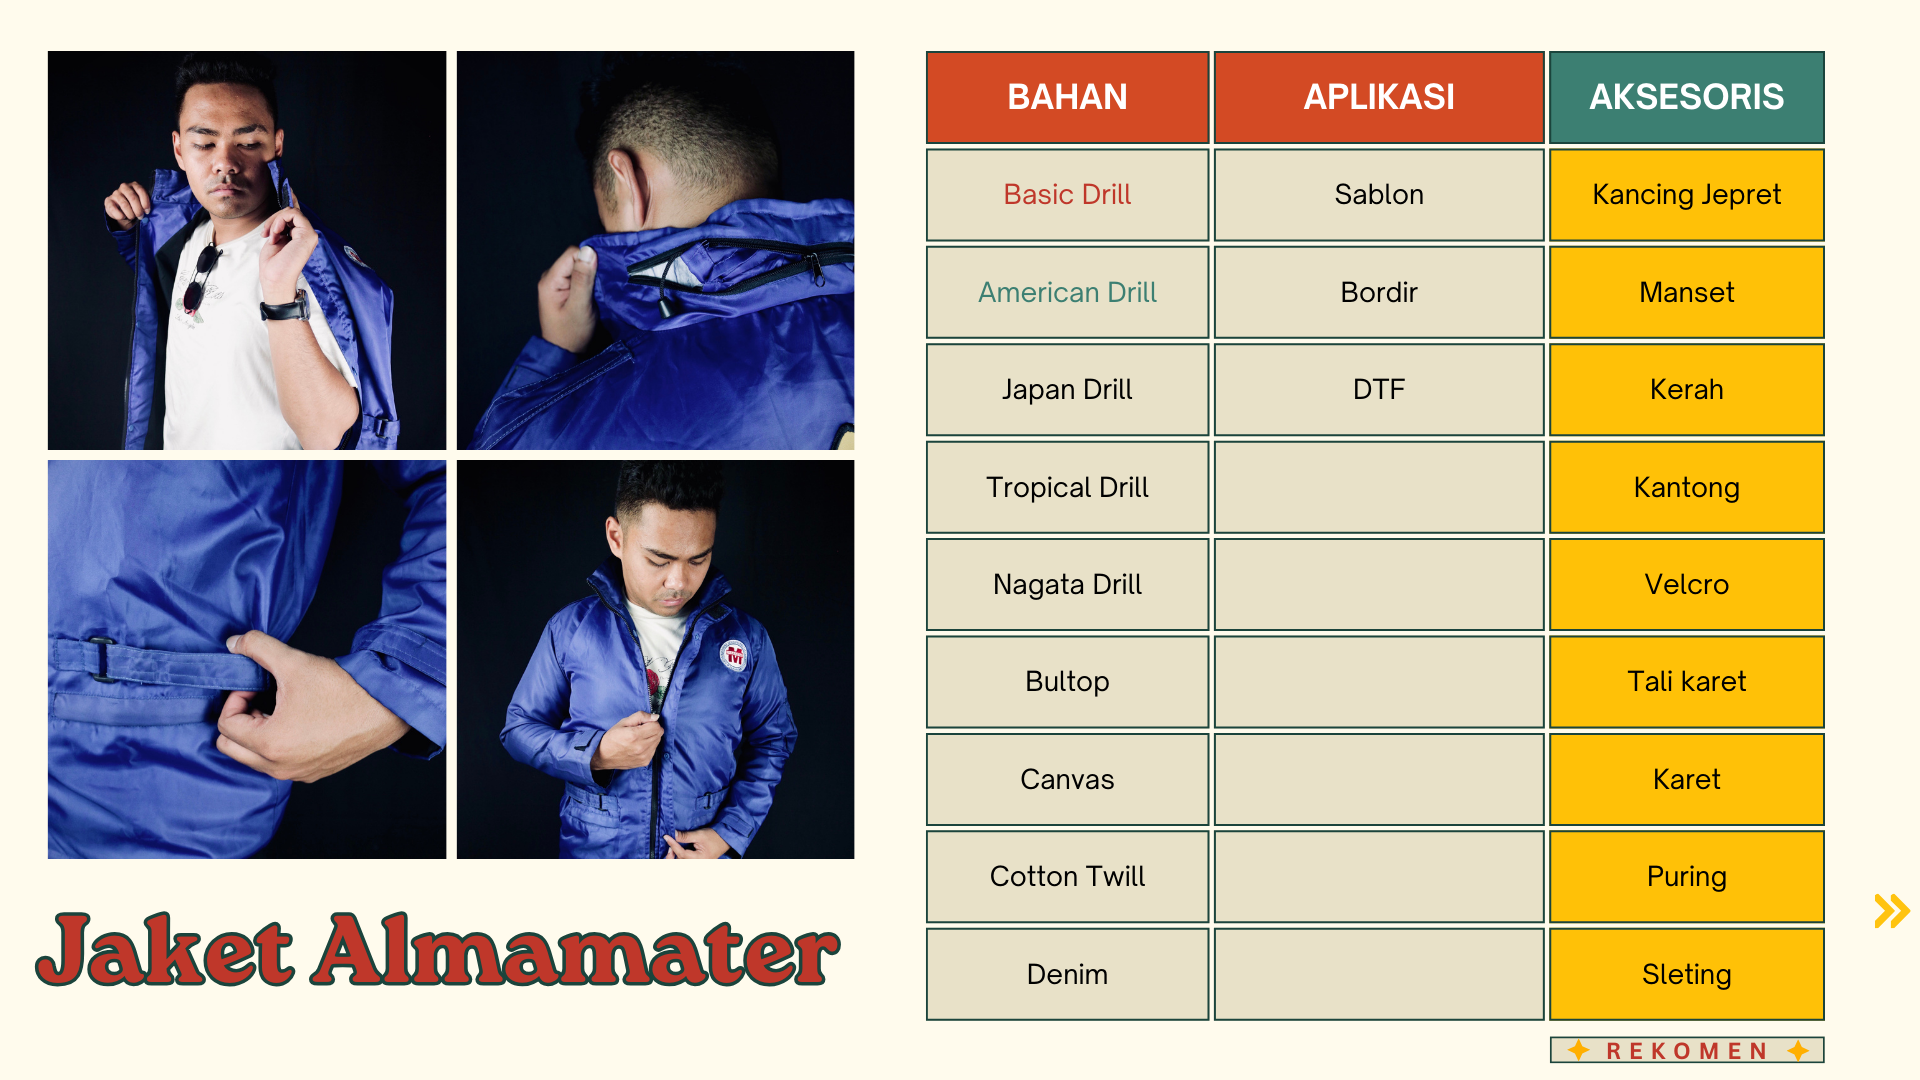 Jaket Almamater
BAHAN APLIKASI AKSESORIS
Basic Drill Sablon Kancing Jepret
American Drill Bordir Manset
Japan Drill DTF Kerah
Tropical Drill Kantong
Nagata Drill Velcro
Bultop Tali karet
Canvas Karet
Cotton Twill Puring
Denim Sleting
REKOMEN